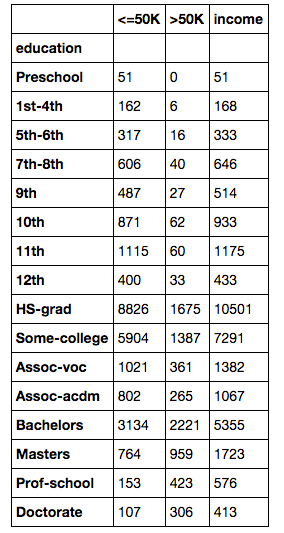 <=50K >50K income
education
Preschool 51 0 51
1st-4th 162 6 168
5th-6th 317 16 333
7th-8th 606 40 646
9th 487 27 514
10th 871 62 933
11th 1115 60 1175
12th 400 33 433
HS-grad 8826 1675 10501
Some-college 5904 1387 7291
Assoc-voc 1021 361 1382
Assoc-acdm 802 265 1067
Bachelors 3134 2221 5355
Masters 764 959 1723
Prof-school 153 423 576
Doctorate 107 306 413